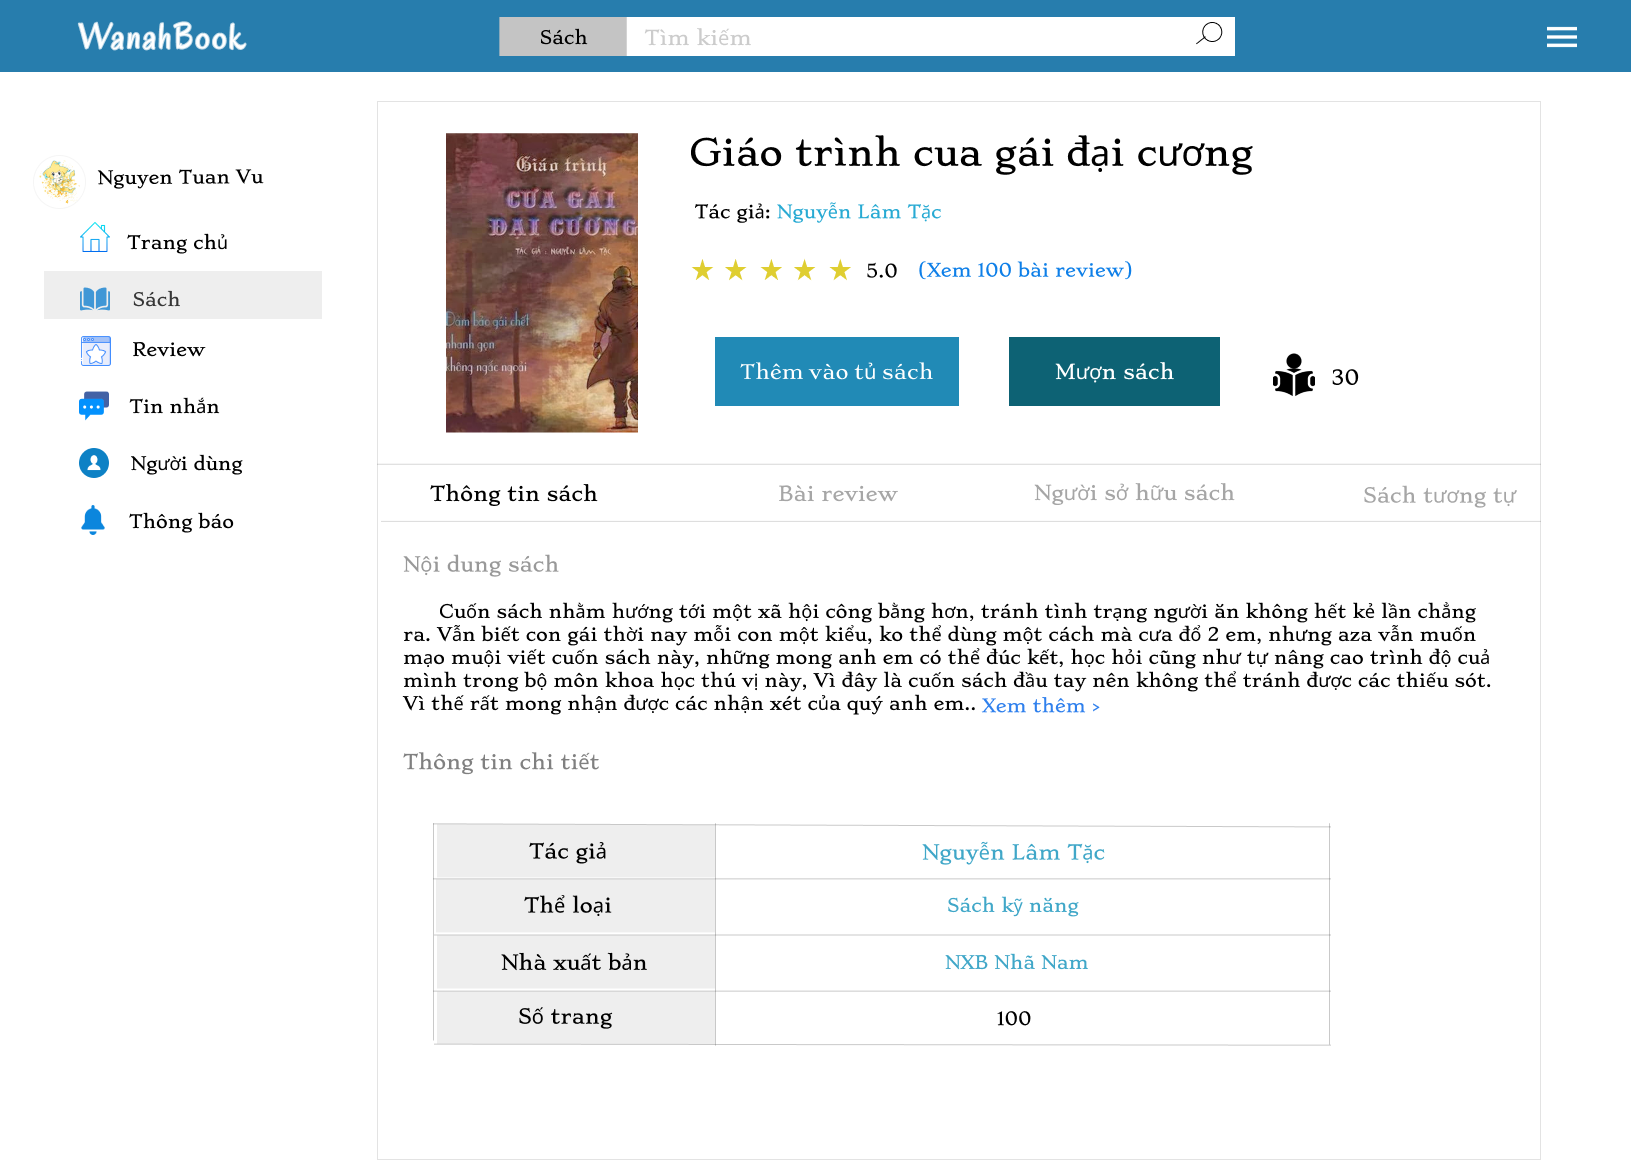 WanahBook
Sách
Tìm kiếm
Nguyen Tuan Vu
Trang chủ
Sách
Review
Tin nhắn
Người dùng
Thông báo
Giáo trình
CƯA GÁI
ĐẠI CƯƠNG
TÁC GIẢ : NGUYỄN LÂM TẶC
Đảm bảo gái chết
nhanh gọn
không ngắc ngoải
Giáo trình cua gái đại cương
Tác giả: Nguyễn Lâm Tặc
5.0 (Xem 100 bài review)
Thêm vào tủ sách
Mượn sách
30
Thông tin sách
Bài review
Người sở hữu sách
Sách tương tự
Nội dung sách
Cuốn sách nhằm hướng tới một xã hội công bằng hơn, tránh tình trạng người ăn không hết kẻ lần chẳng
ra. Vẫn biết con gái thời nay mỗi con một kiểu, ko thể dùng một cách mà cưa đổ 2 em, nhưng aza vẫn muốn
mạo muội viết cuốn sách này, những mong anh em có thể đúc kết, học hỏi cũng như tự nâng cao trình độ cuả
mình trong bộ môn khoa học thú vị này, Vì đây là cuốn sách đầu tay nên không thể tránh được các thiếu sót.
Vì thế rất mong nhận được các nhận xét của quý anh em.. Xem thêm >
Thông tin chi tiết
Tác giả
Nguyễn Lâm Tặc
Thể loại
Sách kỹ năng
Nhà xuất bản
NXB Nhã Nam
Số trang
100